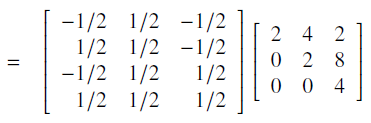 = [ −1/2 1/2 −1/2 ] [ 2 4 2 ]
[ 1/2 1/2 −1/2 ] [ 0 2 8 ]
[ −1/2 1/2 1/2 ] [ 0 0 4 ]
[ 1/2 1/2 1/2 ]